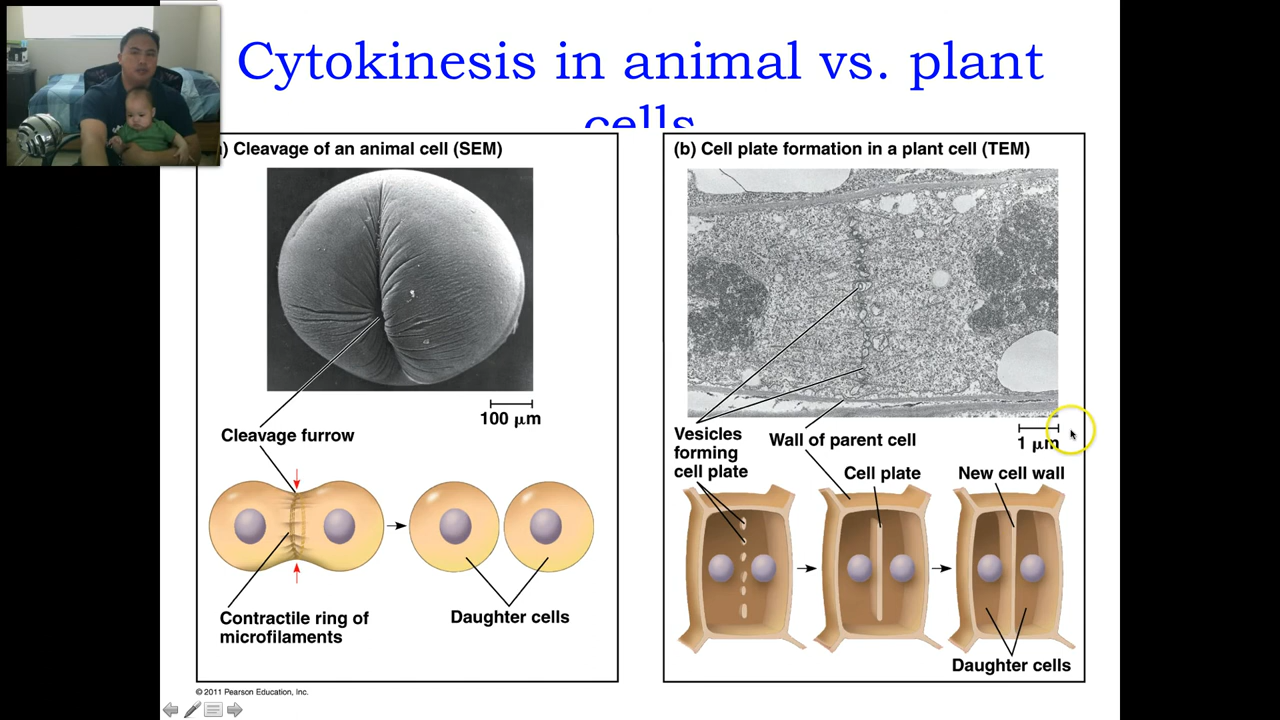 Cytokinesis in animal vs. plant
cells
) Cleavage of an animal cell (SEM)
100 μm
Cleavage furrow
Contractile ring of
microfilaments
Daughter cells
(b) Cell plate formation in a plant cell (TEM)
Vesicles
forming
cell plate
Wall of parent cell
1 μm
Cell plate
New cell wall
Daughter cells
© 2011 Pearson Education, Inc.